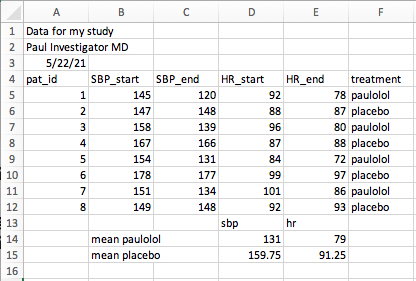 A B C D E F
1 Data for my study
2 Paul Investigator MD
3 5/22/21
4 pat_id SBP_start SBP_end HR_start HR_end treatment
5 1 145 120 92 78 paulolol
6 2 147 148 88 87 placebo
7 3 158 139 96 80 paulolol
8 4 167 166 87 88 placebo
9 5 154 131 84 72 paulolol
10 6 178 177 99 97 placebo
11 7 151 134 101 86 paulolol
12 8 149 148 92 93 placebo
13 sbp hr
14 mean paulolol 131 79
15 mean placebo 159.75 91.25
16